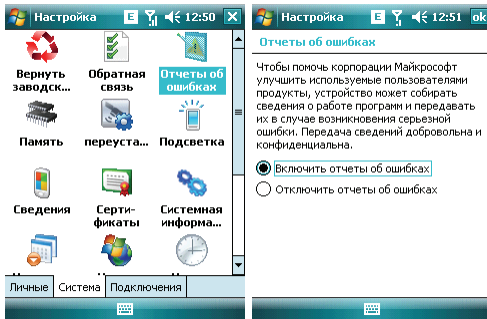 Настройка E 12:50
Вернуть заводск...
Обратная связь
Отчеты об ошибках
Память
переуста...
Подсветка
Сведения
Серти-
фикаты
Системная информа...
Личные Система Подключения
Настройка E 12:51 ok
Отчеты об ошибках
Чтобы помочь корпорации Майкрософт
улучшить используемые пользователями
продукты, устройство может собирать
сведения о работе программ и передавать
их в случае возникновения серьезной
ошибки. Передача сведений добровольна и
конфиденциальна.
Включить отчеты об ошибках
Отключить отчеты об ошибках